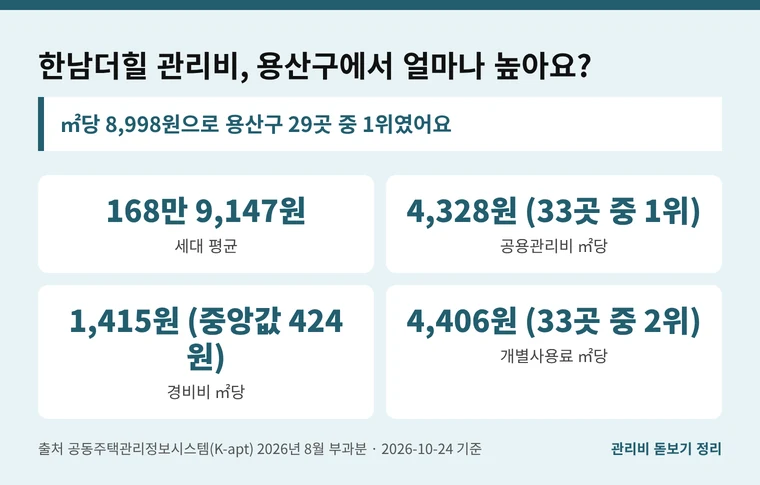 한남더힐 관리비, 용산구에서 얼마나 높아요?
㎡당 8,998원으로 용산구 29곳 중 1위였어요
168만 9,147원
세대 평균
4,328원 (33곳 중 1위)
공용관리비 ㎡당
1,415원 (중앙값 424
원)
경비비 ㎡당
4,406원 (33곳 중 2위)
개별사용료 ㎡당
출처 공동주택관리정보시스템(K-apt) 2026년 8월 부과분 · 2026-10-24 기준
관리비 돋보기 정리